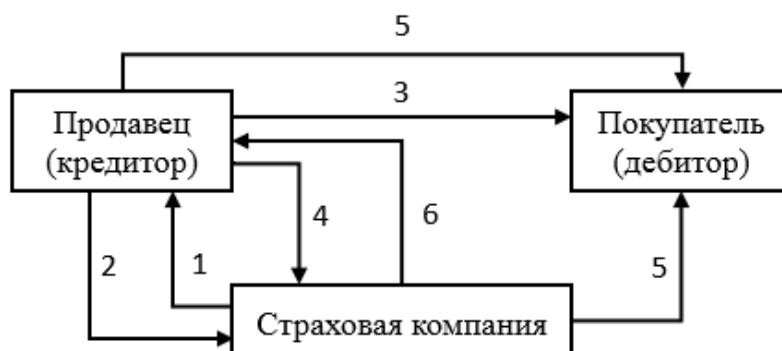 5
3
Продавец
(кредитор)
Покупатель
(дебитор)
4
6
2
1
5
Страховая компания